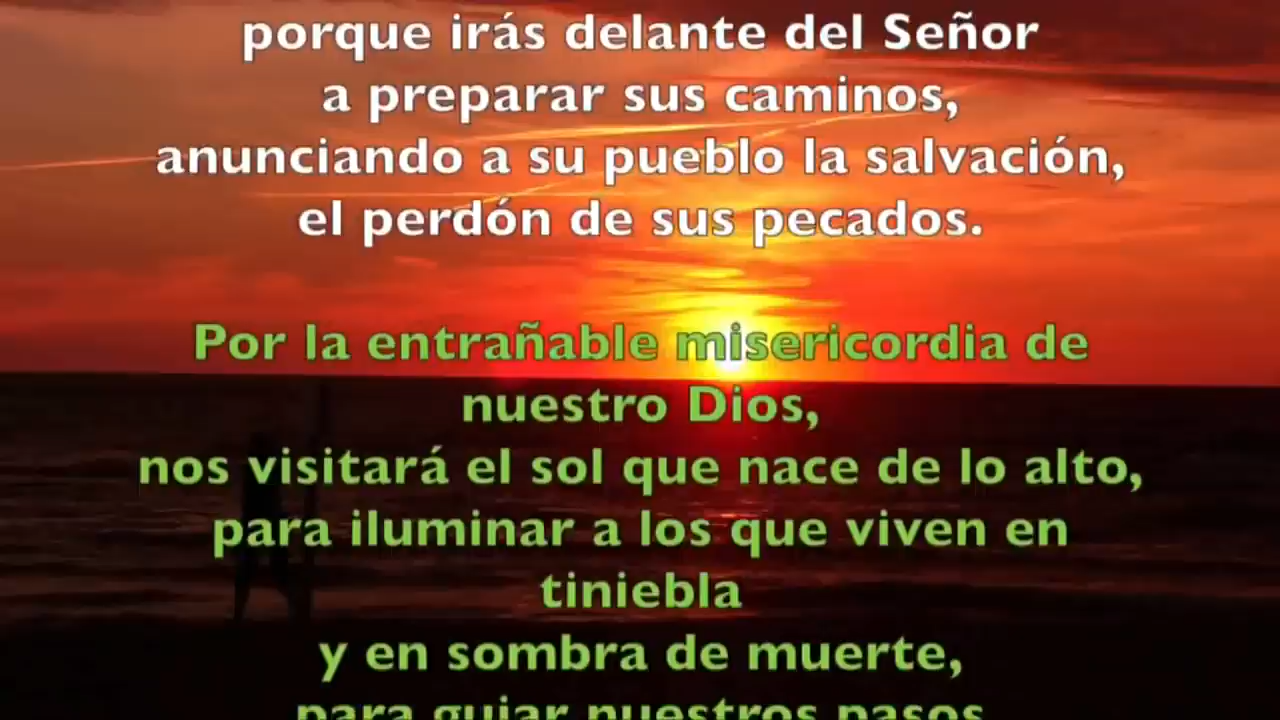 porque irás delante del Señor
a preparar sus caminos,
anunciando a su pueblo la salvación,
el perdón de sus pecados.
Por la entrañable misericordia de
nuestro Dios,
nos visitará el sol que nace de lo alto,
para iluminar a los que viven en
tiniebla
y en sombra de muerte,
para guiar nuestros pasos